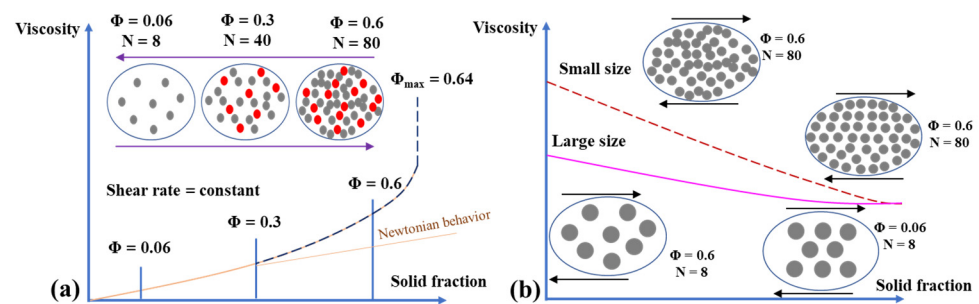 Viscosity
Φ = 0.06
N = 8
Φ = 0.3
N = 40
Φ = 0.6
N = 80
Φmax = 0.64
Shear rate = constant
Φ = 0.06
Φ = 0.3
Φ = 0.6
Newtonian behavior
(a)
Solid fraction
Viscosity
Φ = 0.6
N = 80
Small size
Φ = 0.6
N = 80
Large size
Φ = 0.6
N = 8
Φ = 0.06
N = 8
(b)
Solid fraction